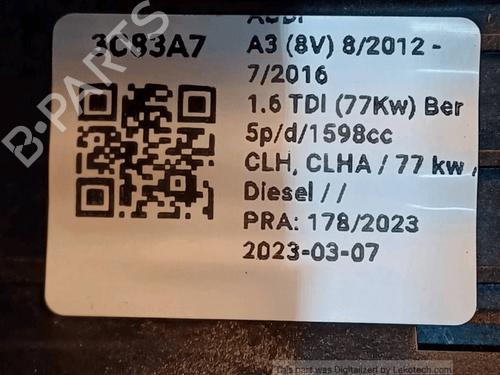 AUDI
3C83A7
A3 (8V) 8/2012 -
7/2016
1.6 TDI (77Kw) Ber
5p/d/1598cc
CLH, CLHA / 77 kw /
Diesel / /
PRA: 178/2023
2023-03-07
B-PARTS
This part was Digitalized by Lekotech.com